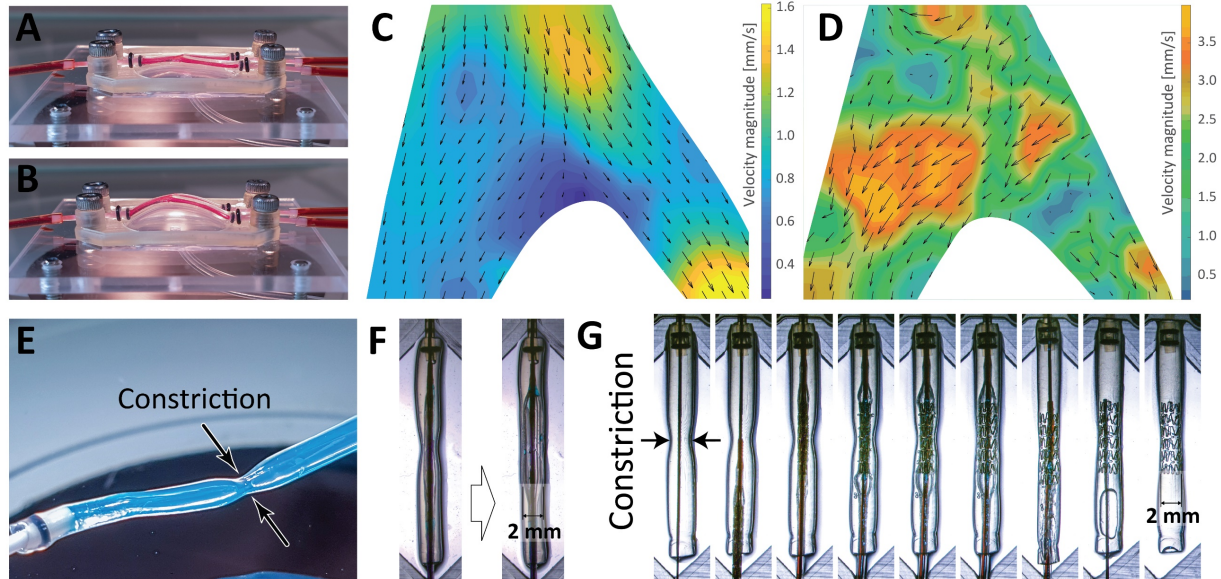 A
B
C
Velocity magnitude [mm/s]
1.6
1.4
1.2
1.0
0.8
0.6
0.4
D
Velocity magnitude [mm/s]
3.5
3.0
2.5
2.0
1.5
1.0
0.5
E
Constriction
F
2 mm
G
Constriction
2 mm